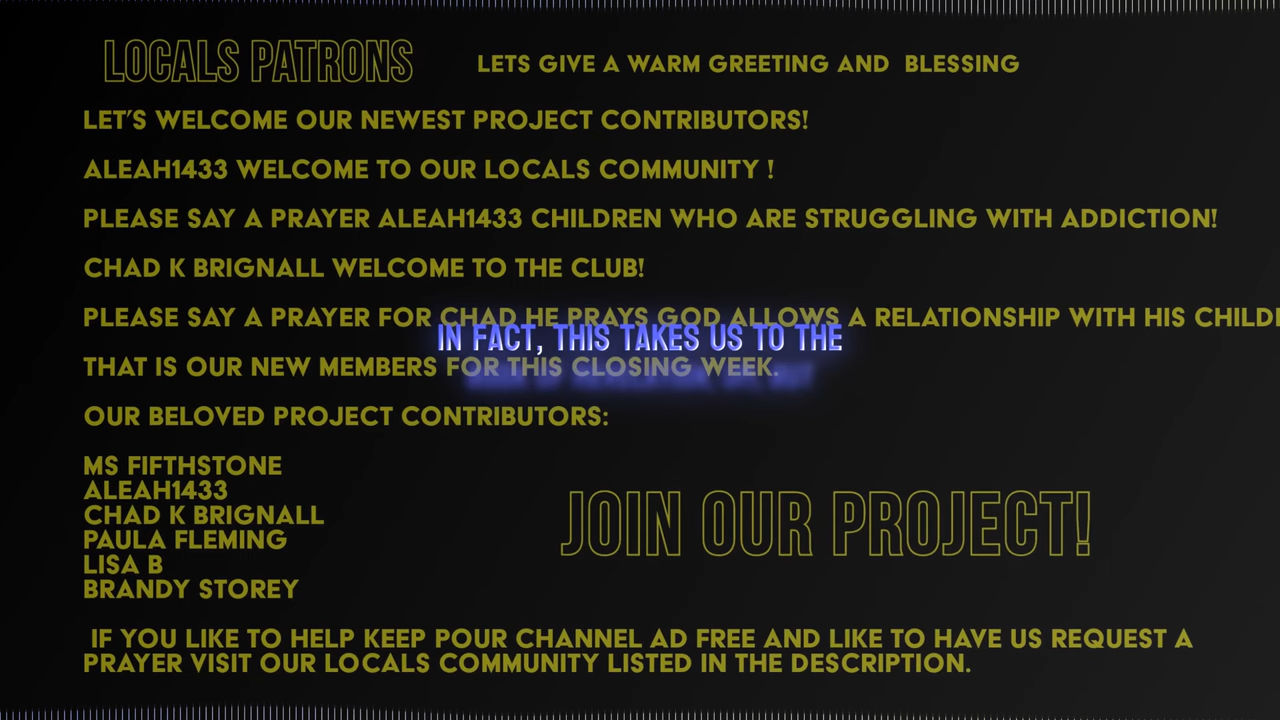 LOCALS PATRONS
LETS GIVE A WARM GREETING AND BLESSING
LET'S WELCOME OUR NEWEST PROJECT CONTRIBUTORS!
ALEAH1433 WELCOME TO OUR LOCALS COMMUNITY !
PLEASE SAY A PRAYER ALEAH1433 CHILDREN WHO ARE STRUGGLING WITH ADDICTION!
CHAD K BRIGNALL WELCOME TO THE CLUB!
PLEASE SAY A PRAYER FOR CHAD HE PRAYS GOD ALLOWS A RELATIONSHIP WITH HIS CHILD
IN FACT, THIS TAKES US TO THE
THAT IS OUR NEW MEMBERS FOR THIS CLOSING WEEK.
OUR BELOVED PROJECT CONTRIBUTORS:
MS FIFTHSTONE
ALEAH1433
CHAD K BRIGNALL
PAULA FLEMING
LISA B
BRANDY STOREY
JOIN OUR PROJECT!
IF YOU LIKE TO HELP KEEP POUR CHANNEL AD FREE AND LIKE TO HAVE US REQUEST A
PRAYER VISIT OUR LOCALS COMMUNITY LISTED IN THE DESCRIPTION.